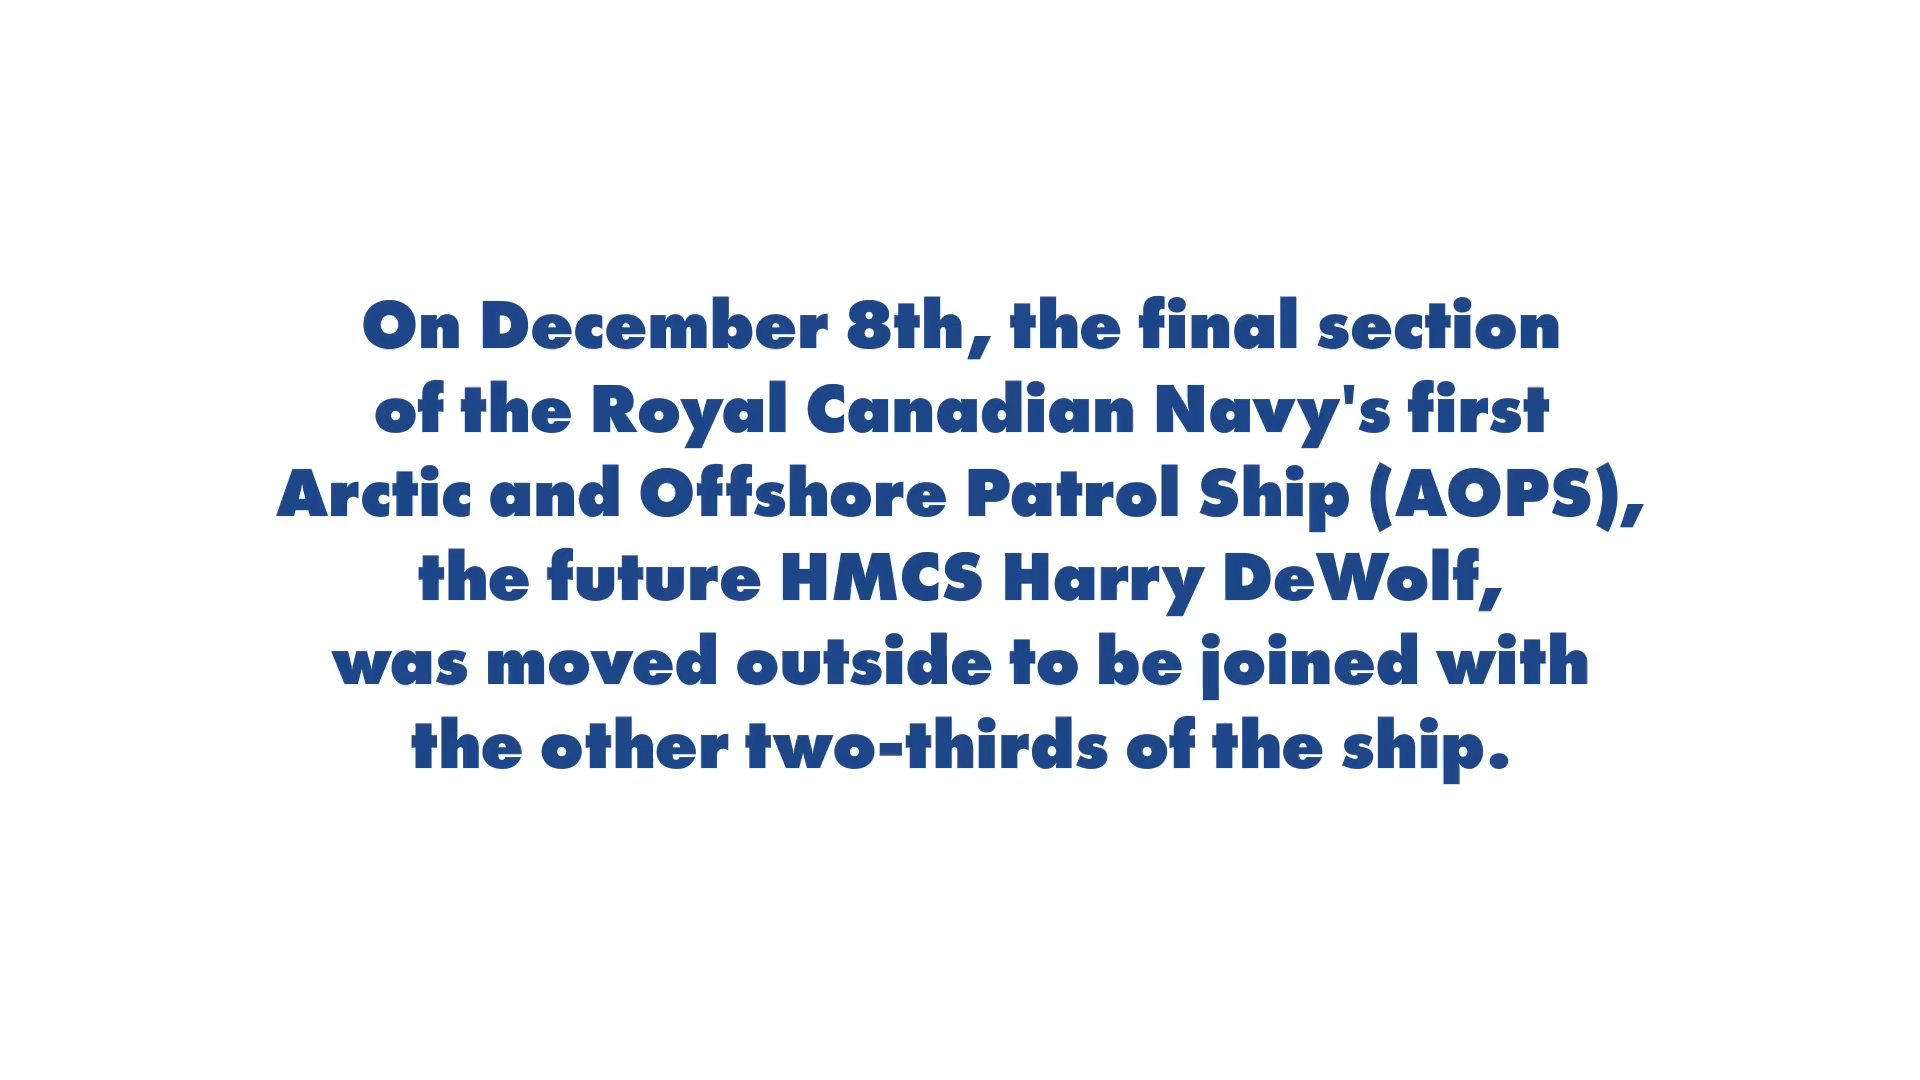 On December 8th, the final section
of the Royal Canadian Navy's first
Arctic and Offshore Patrol Ship (AOPS),
the future HMCS Harry DeWolf,
was moved outside to be joined with
the other two-thirds of the ship.